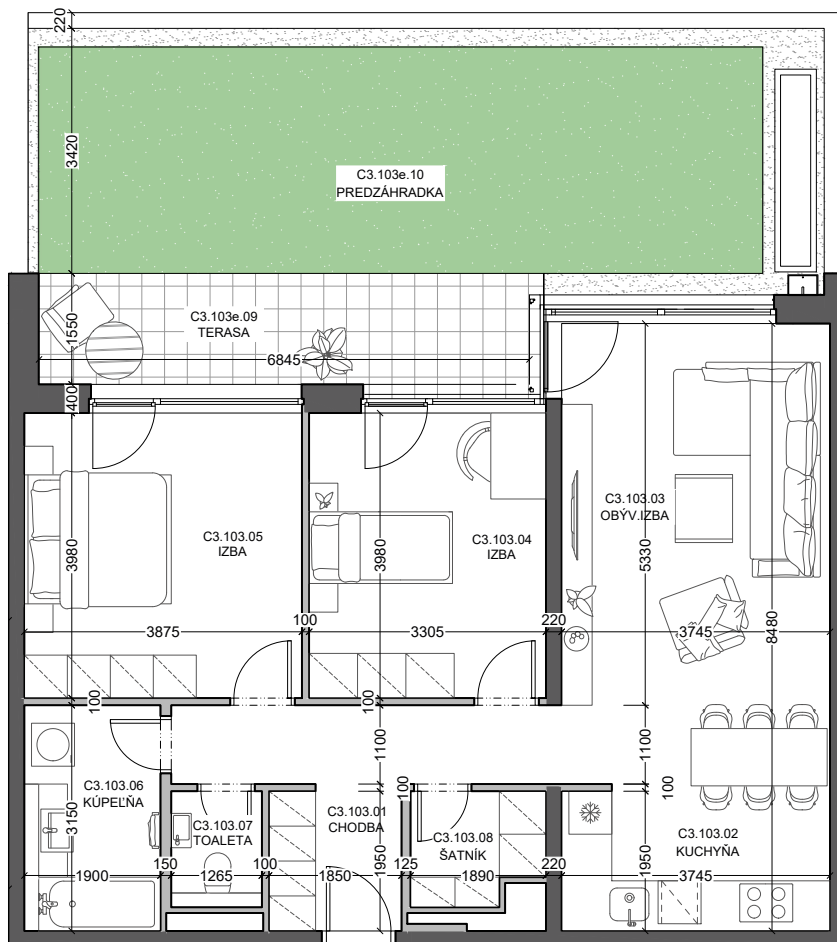 220
3420
C3.103e.10
PREDZÁHRADKA
C3.103e.09
TERASA
1550
6845
400
C3.103.03
OBÝV.IZBA
C3.103.05
IZBA
C3.103.04
IZBA
3980
3980
5330
8480
3875
100
3305
220
3745
100
100
1100
1100
100
100
C3.103.06
KÚPEĽŇA
C3.103.07
TOALETA
C3.103.01
CHODBA
C3.103.08
ŠATNÍK
C3.103.02
KUCHYŇA
3150
1950
1950
1900
150
1265
100
1850
125
1890
220
3745